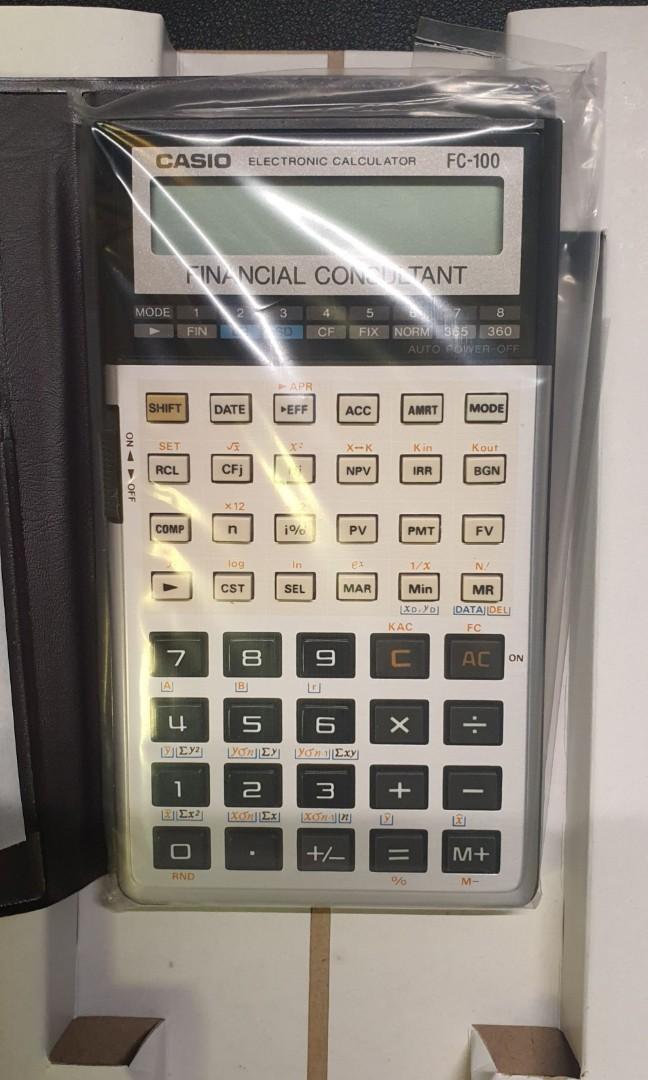 CASIO ELECTRONIC CALCULATOR FC-100
FINANCIAL CONSULTANT
MODE 1 2 3 4 5 6 7 8
► FIN LR SD CF FIX NORM 365 360
AUTO POWER-OFF
►APR
SHIFT DATE ►EFF ACC AMRT MODE
SET √x x² X↔K Kin Kout
RCL CFj NPV IRR BGN
ON ◄ ► OFF
×12
COMP n i% PV PMT FV
log ln eˣ 1/x N!
► CST SEL MAR Min MR
xD,yD DATA DEL
KAC FC
7 8 9 C AC ON
A B r
4 5 6 × ÷
ȳ Σy² yσn Σy yσn-1 Σxy
1 2 3 + −
x̄ Σx² xσn Σx xσn-1 n ŷ x̂
0 . +/− = M+
RND % M−